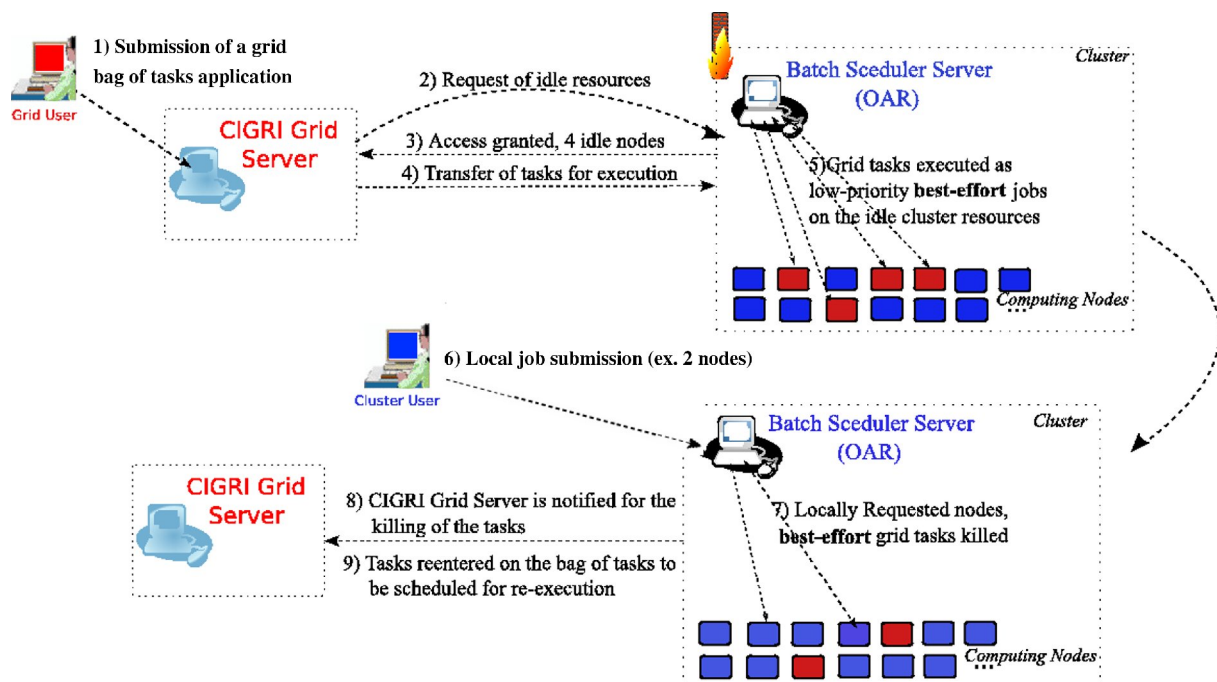 1) Submission of a grid
bag of tasks application
Grid User
CIGRI Grid
Server
2) Request of idle resources
3) Access granted, 4 idle nodes
4) Transfer of tasks for execution
Cluster
Batch Sceduler Server
(OAR)
5)Grid tasks executed as
low-priority best-effort jobs
on the idle cluster resources
Computing Nodes
...
Cluster User
6) Local job submission (ex. 2 nodes)
Cluster
Batch Sceduler Server
(OAR)
7) Locally Requested nodes,
best-effort grid tasks killed
CIGRI Grid
Server
8) CIGRI Grid Server is notified for the
killing of the tasks
9) Tasks reentered on the bag of tasks to
be scheduled for re-execution
Computing Nodes
...